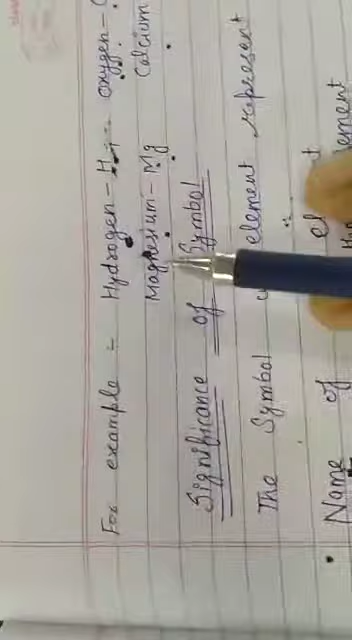 For example = Hydrogen - H, Oxygen -
Magnesium - Mg Calcium
Significance of Symbol
The Symbol element represent
Name of